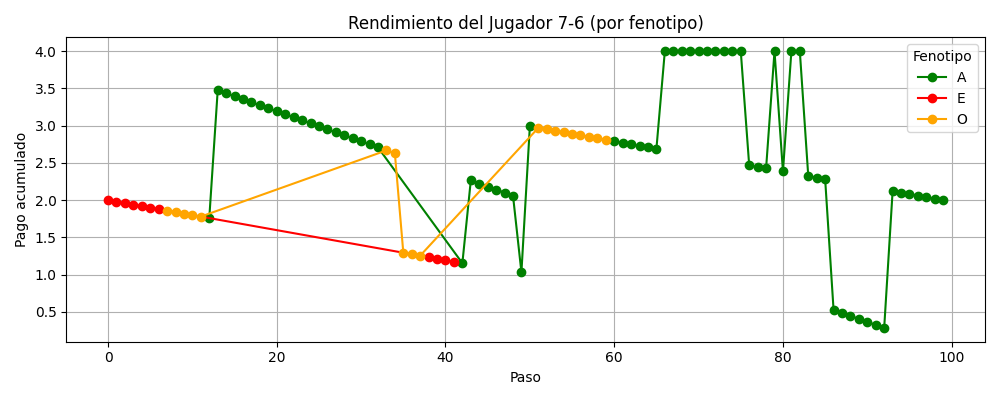 Rendimiento del Jugador 7-6 (por fenotipo)
Pago acumulado
4.0
3.5
3.0
2.5
2.0
1.5
1.0
0.5
0
20
40
60
80
100
Paso
Fenotipo
A
E
O